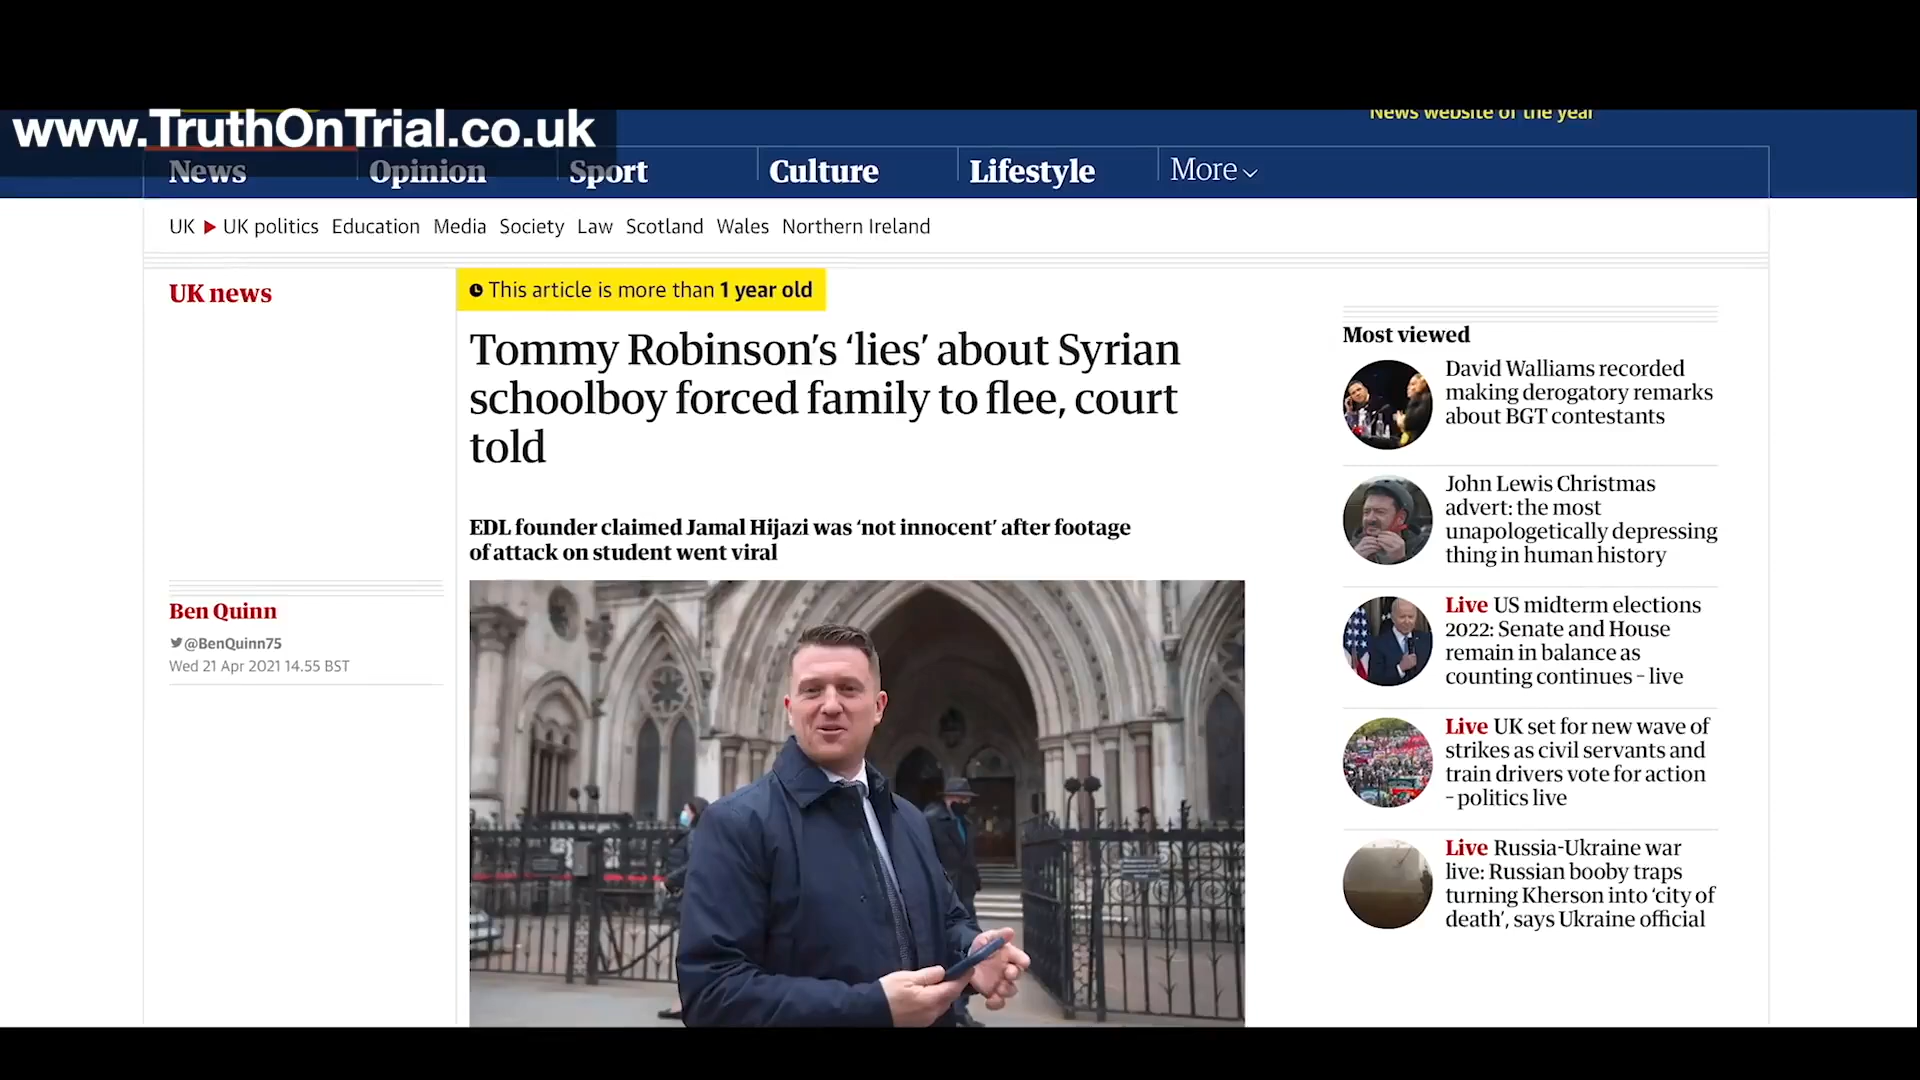 www.TruthOnTrial.co.uk
News website of the year
News Opinion Sport Culture Lifestyle More
UK UK politics Education Media Society Law Scotland Wales Northern Ireland
UK news
This article is more than 1 year old
Tommy Robinson's ‘lies’ about Syrian
schoolboy forced family to flee, court
told
EDL founder claimed Jamal Hijazi was ‘not innocent’ after footage
of attack on student went viral
Ben Quinn
@BenQuinn75
Wed 21 Apr 2021 14.55 BST
Most viewed
David Walliams recorded
making derogatory remarks
about BGT contestants
John Lewis Christmas
advert: the most
unapologetically depressing
thing in human history
Live US midterm elections
2022: Senate and House
remain in balance as
counting continues – live
Live UK set for new wave of
strikes as civil servants and
train drivers vote for action
– politics live
Live Russia-Ukraine war
live: Russian booby traps
turning Kherson into ‘city of
death’, says Ukraine official